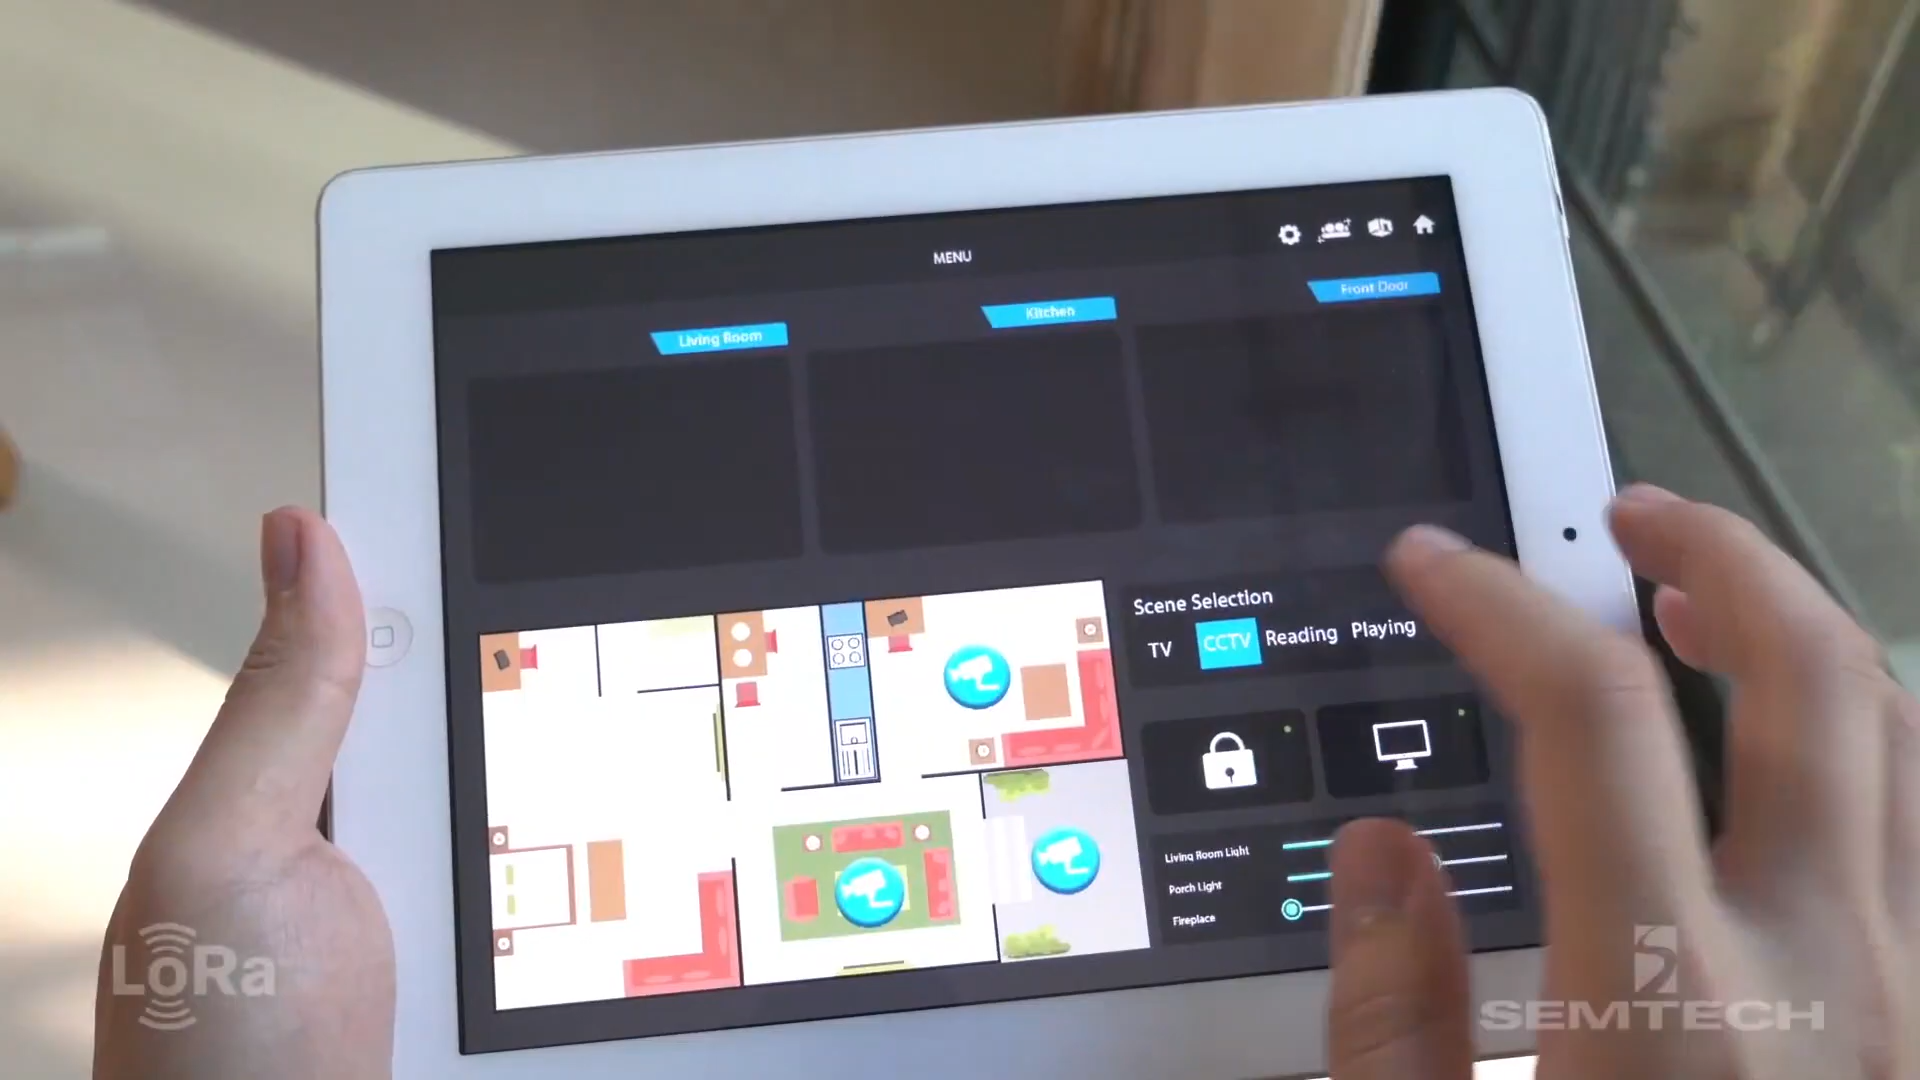 MENU
Living Room
Kitchen
Front Door
Scene Selection
TV CCTV Reading Playing
Living Room Light
Porch Light
Fireplace
LoRa
SEMTECH